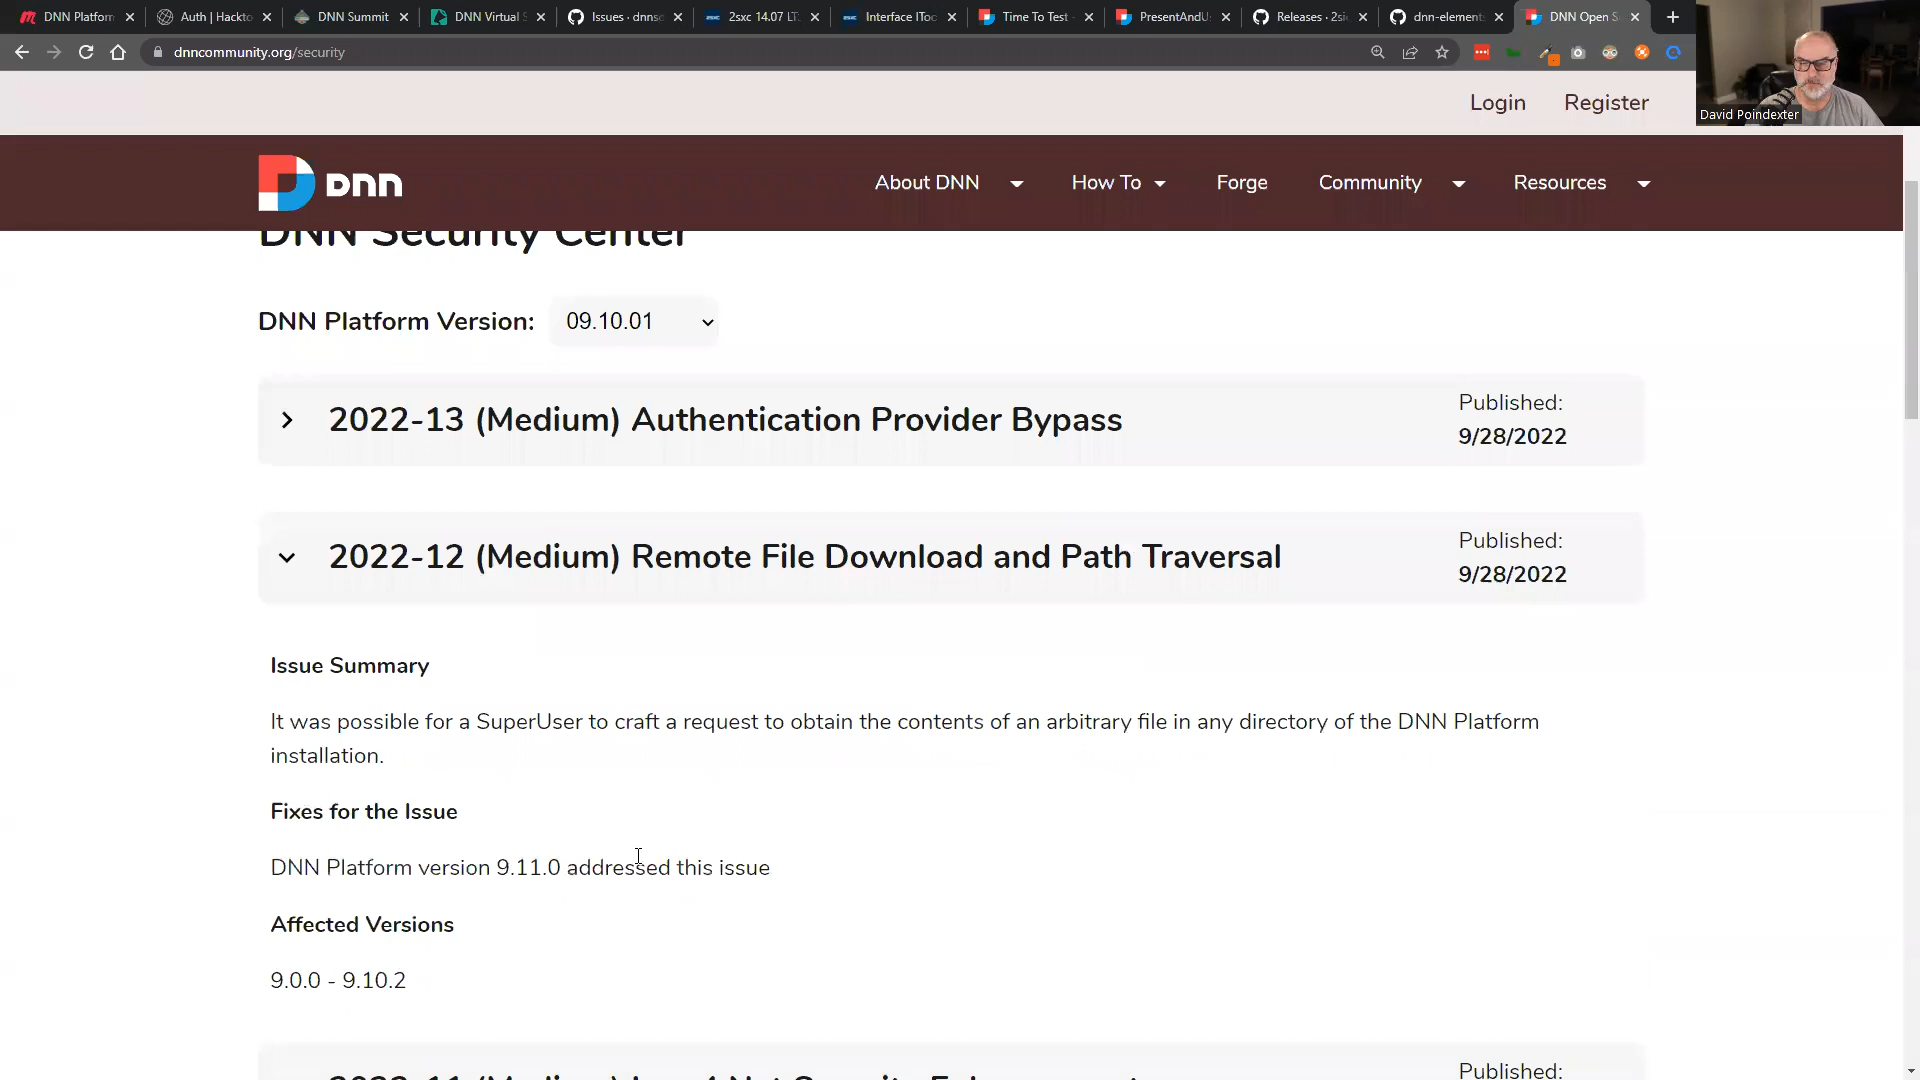 DNN Platform
Auth | Hackto
DNN Summit
DNN Virtual S
Issues · dnnso
2sxc 14.07 LT
Interface IToo
Time To Test
PresentAndU
Releases · 2si
dnn-element
DNN Open S
dnncommunity.org/security
David Poindexter
Login Register
DNN
About DNN How To Forge Community Resources
DNN Security Center
DNN Platform Version: 09.10.01
2022-13 (Medium) Authentication Provider Bypass
Published:
9/28/2022
2022-12 (Medium) Remote File Download and Path Traversal
Published:
9/28/2022
Issue Summary
It was possible for a SuperUser to craft a request to obtain the contents of an arbitrary file in any directory of the DNN Platform
installation.
Fixes for the Issue
DNN Platform version 9.11.0 addressed this issue
Affected Versions
9.0.0 - 9.10.2
Published: